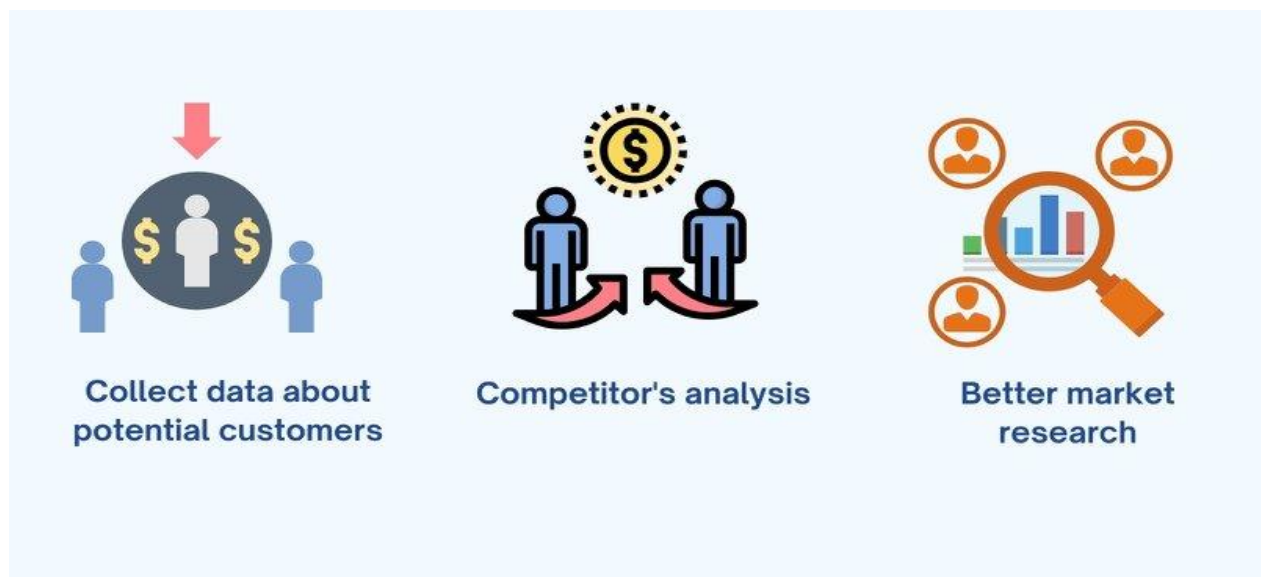 Collect data about
potential customers
Competitor's analysis
Better market
research